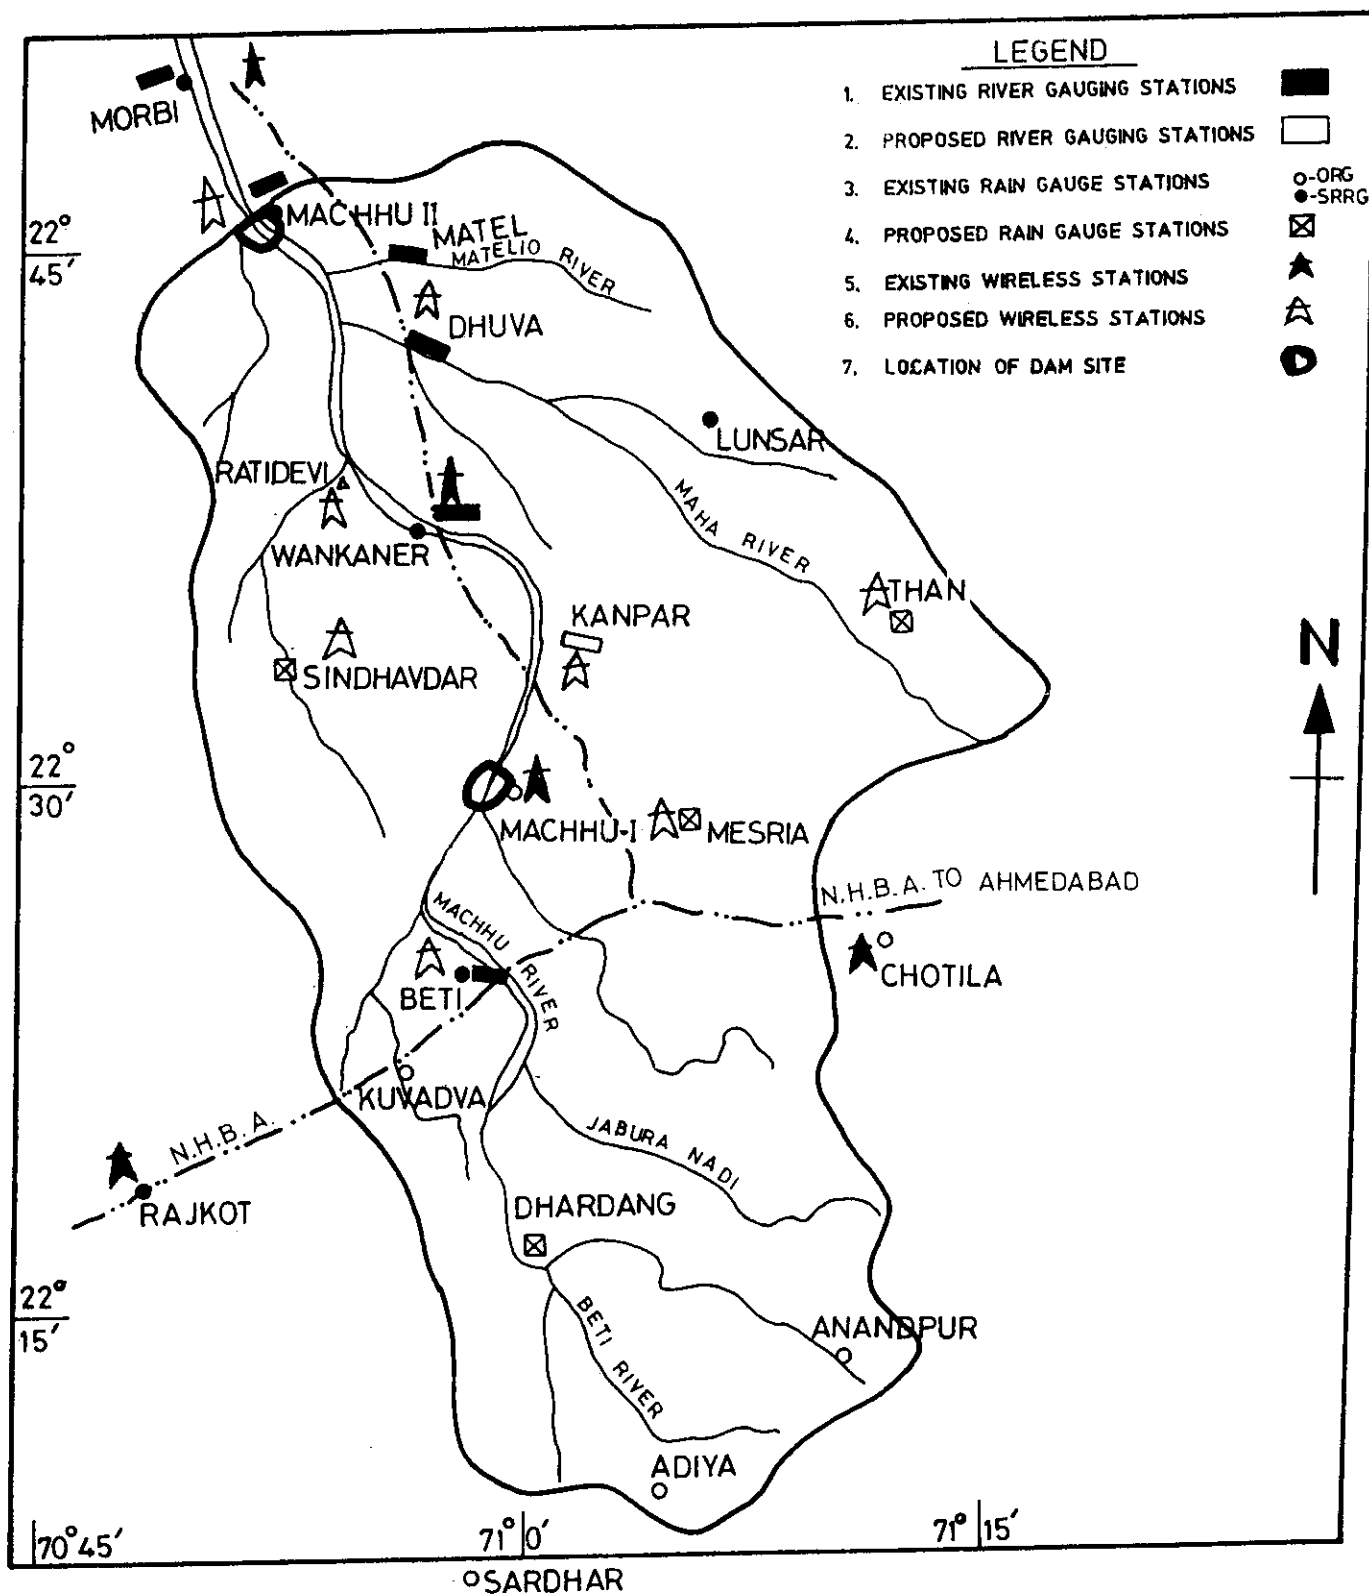 LEGEND
1. EXISTING RIVER GAUGING STATIONS
2. PROPOSED RIVER GAUGING STATIONS
3. EXISTING RAIN GAUGE STATIONS
O-ORG
●-SRRG
4. PROPOSED RAIN GAUGE STATIONS
5. EXISTING WIRELESS STATIONS
6. PROPOSED WIRELESS STATIONS
7. LOCATION OF DAM SITE
MORBI
MACHHU II
22°
45′
MATEL
MATELIO RIVER
DHUVA
LUNSAR
RATIDEVI
MAHA RIVER
WANKANER
THAN
KANPAR
N
SINDHAVDAR
22°
30′
MACHHU-I
MESRIA
N.H.B.A. TO AHMEDABAD
MACHHU RIVER
CHOTILA
BETI
KUVADVA
N.H.B.A.
JABURA NADI
RAJKOT
DHARDANG
22°
15′
BETI RIVER
ANANDPUR
ADIYA
70°45′
71°0′
71°15′
SARDHAR